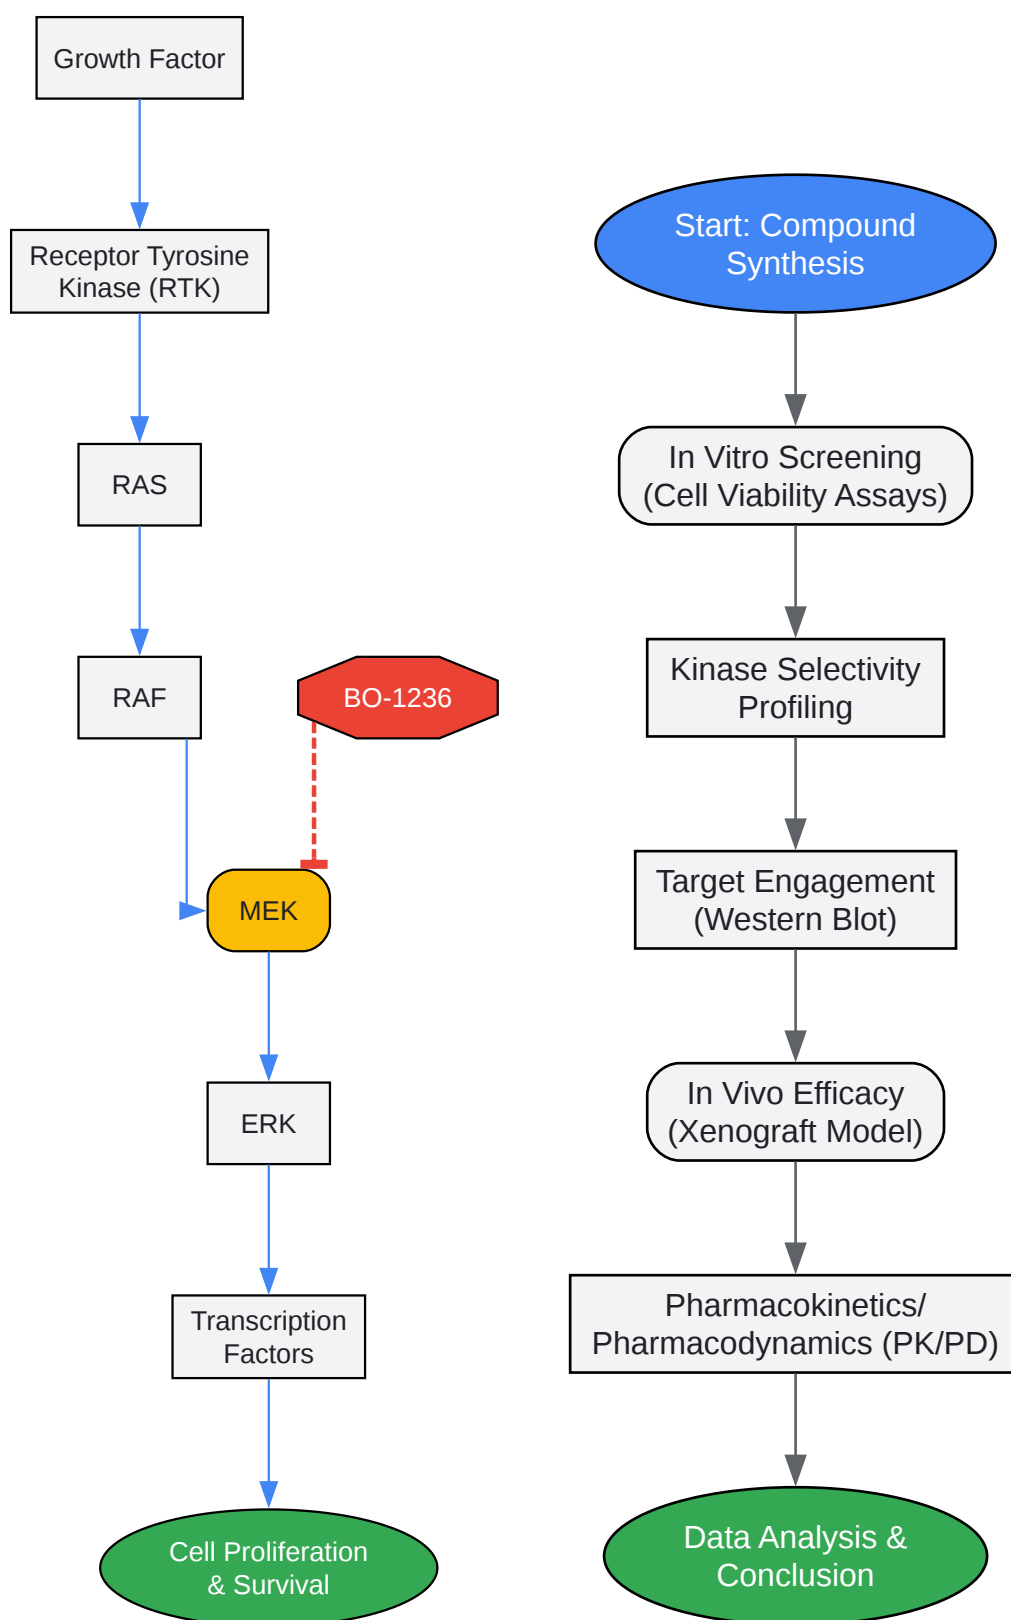 Growth Factor
Receptor Tyrosine
Kinase (RTK)
RAS
RAF
BO-1236
MEK
ERK
Transcription
Factors
Cell Proliferation
& Survival
Start: Compound
Synthesis
In Vitro Screening
(Cell Viability Assays)
Kinase Selectivity
Profiling
Target Engagement
(Western Blot)
In Vivo Efficacy
(Xenograft Model)
Pharmacokinetics/
Pharmacodynamics (PK/PD)
Data Analysis &
Conclusion